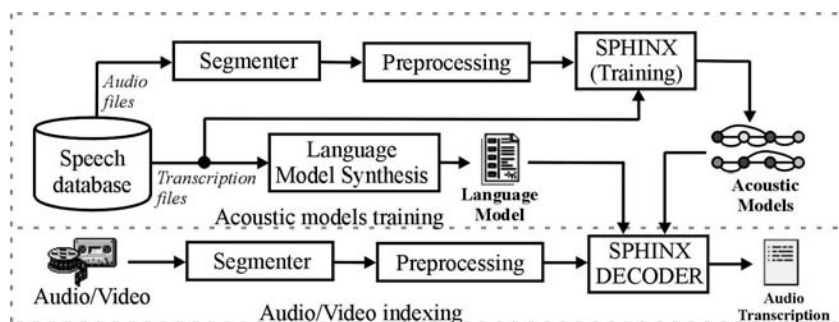 Segmenter
Preprocessing
SPHINX
(Training)
Audio
files
Speech
database
Transcription
files
Language
Model Synthesis
Language
Model
Acoustic
Models
Acoustic models training
Audio/Video
Segmenter
Preprocessing
SPHINX
DECODER
Audio
Transcription
Audio/Video indexing